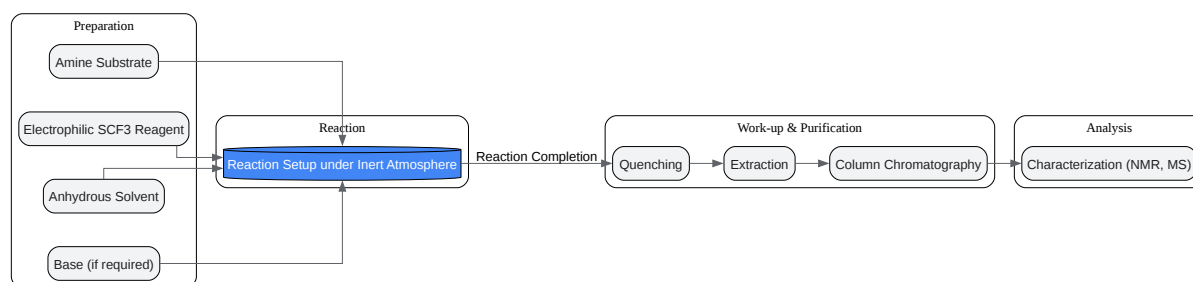 Preparation
Amine Substrate
Electrophilic SCF3 Reagent
Anhydrous Solvent
Base (if required)
Reaction
Reaction Setup under Inert Atmosphere
Reaction Completion
Work-up & Purification
Quenching
Extraction
Column Chromatography
Analysis
Characterization (NMR, MS)